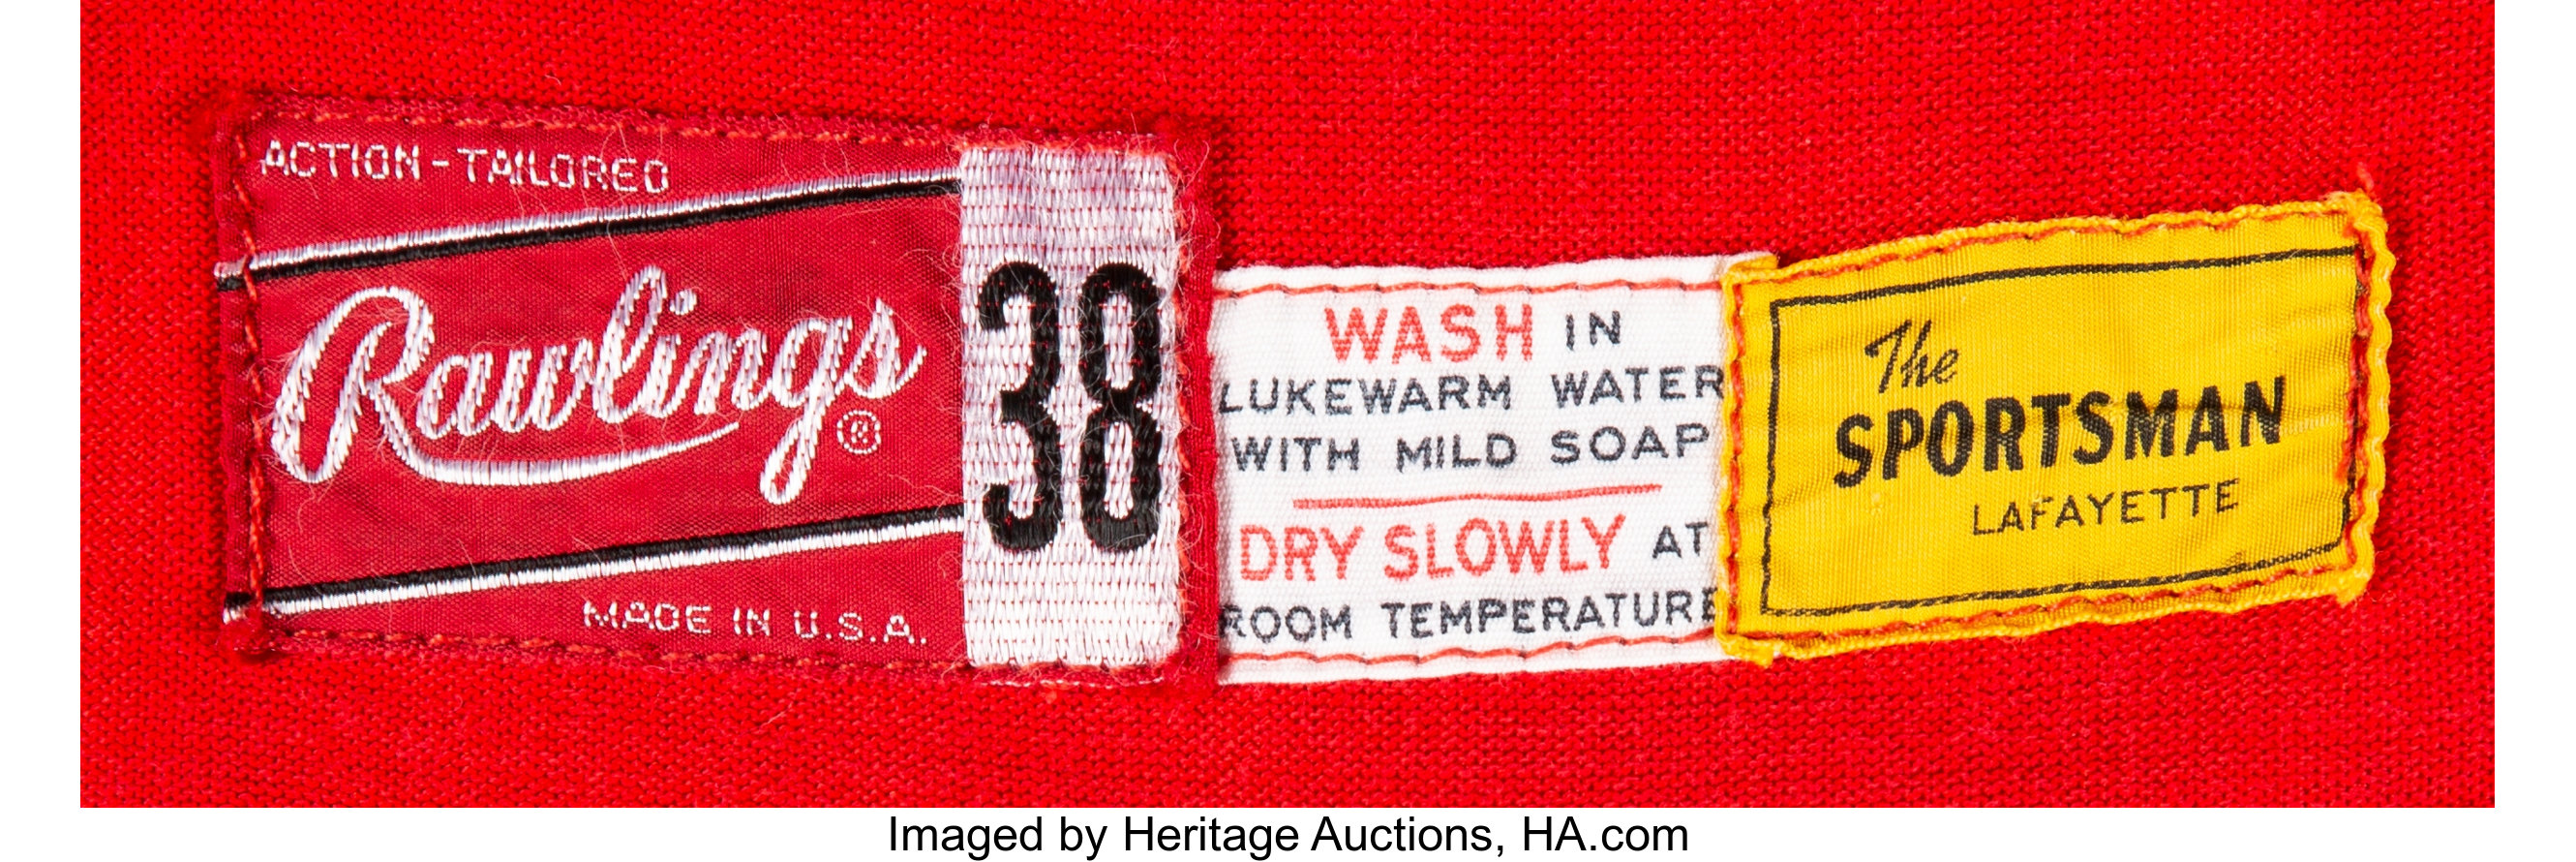 ACTION-TAILORED
Rawlings®
MADE IN U.S.A.
38
WASH IN
LUKEWARM WATER
WITH MILD SOAP
DRY SLOWLY AT
ROOM TEMPERATURE
The
SPORTSMAN
LAFAYETTE
Imaged by Heritage Auctions, HA.com